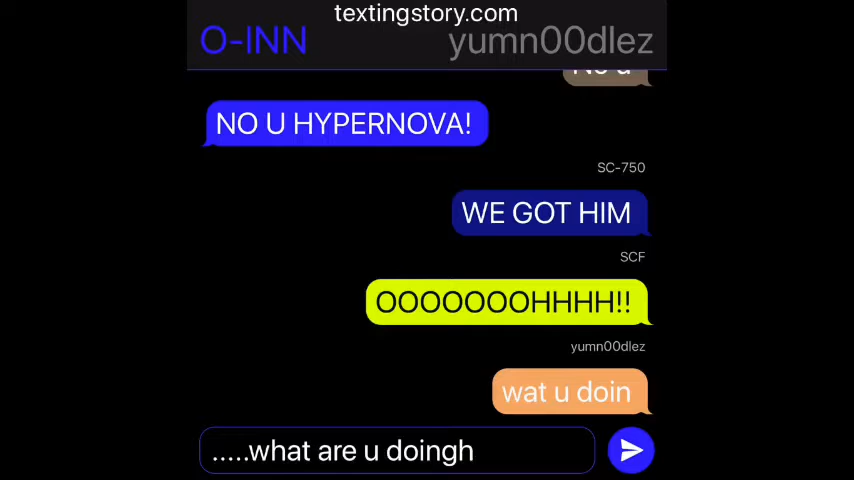 textingstory.com
O-INN
yumn00dlez
No u
NO U HYPERNOVA!
SC-750
WE GOT HIM
SCF
OOOOOOOHHHH!!
yumn00dlez
wat u doin
.....what are u doingh